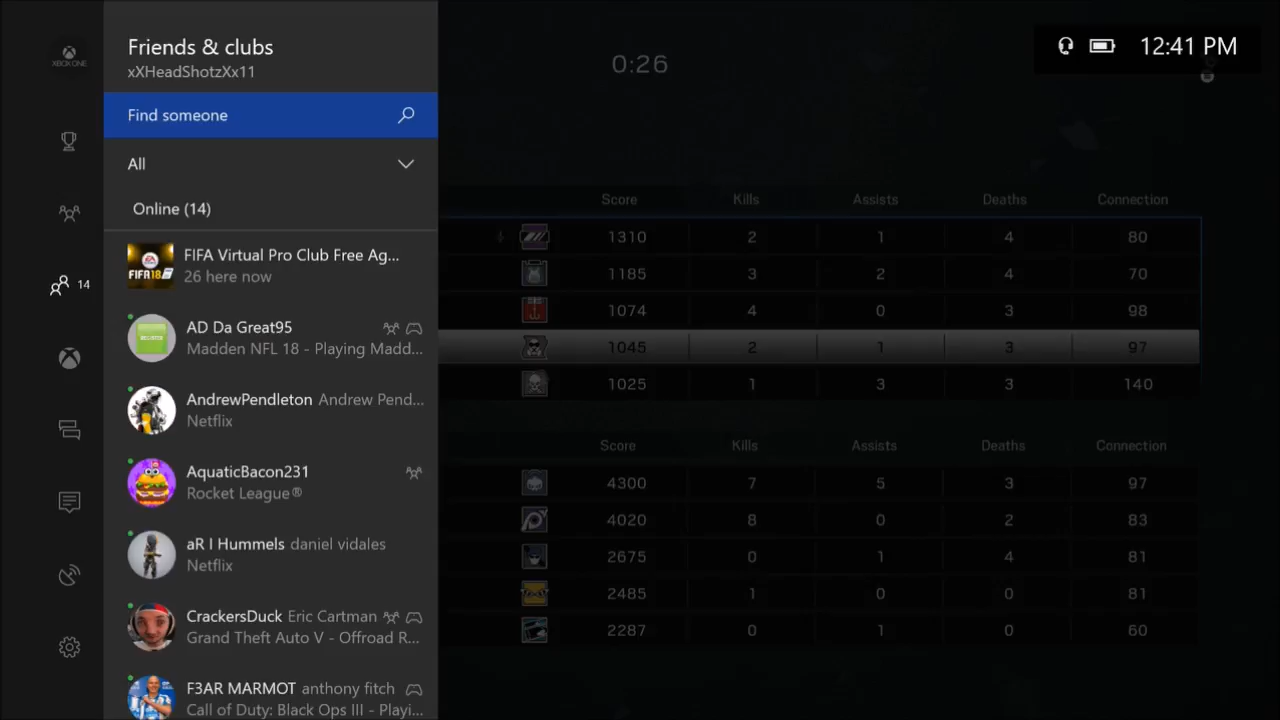 Friends & clubs
xXHeadShotzXx11
Find someone
All
Online (14)
FIFA Virtual Pro Club Free Ag...
26 here now
AD Da Great95
Madden NFL 18 - Playing Madd...
AndrewPendleton Andrew Pend...
Netflix
AquaticBacon231
Rocket League®
aR I Hummels daniel vidales
Netflix
CrackersDuck Eric Cartman
Grand Theft Auto V - Offroad R...
F3AR MARMOT anthony fitch
Call of Duty: Black Ops III - Playi...
XBOX ONE
14
EA SPORTS
FIFA 18
0:26
12:41 PM
Score Kills Assists Deaths Connection
1310 2 1 4 80
1185 3 2 4 70
1074 4 0 3 98
1045 2 1 3 97
1025 1 3 3 140
Score Kills Assists Deaths Connection
4300 7 5 3 97
4020 8 0 2 83
2675 0 1 4 81
2485 1 0 0 81
2287 0 1 0 60